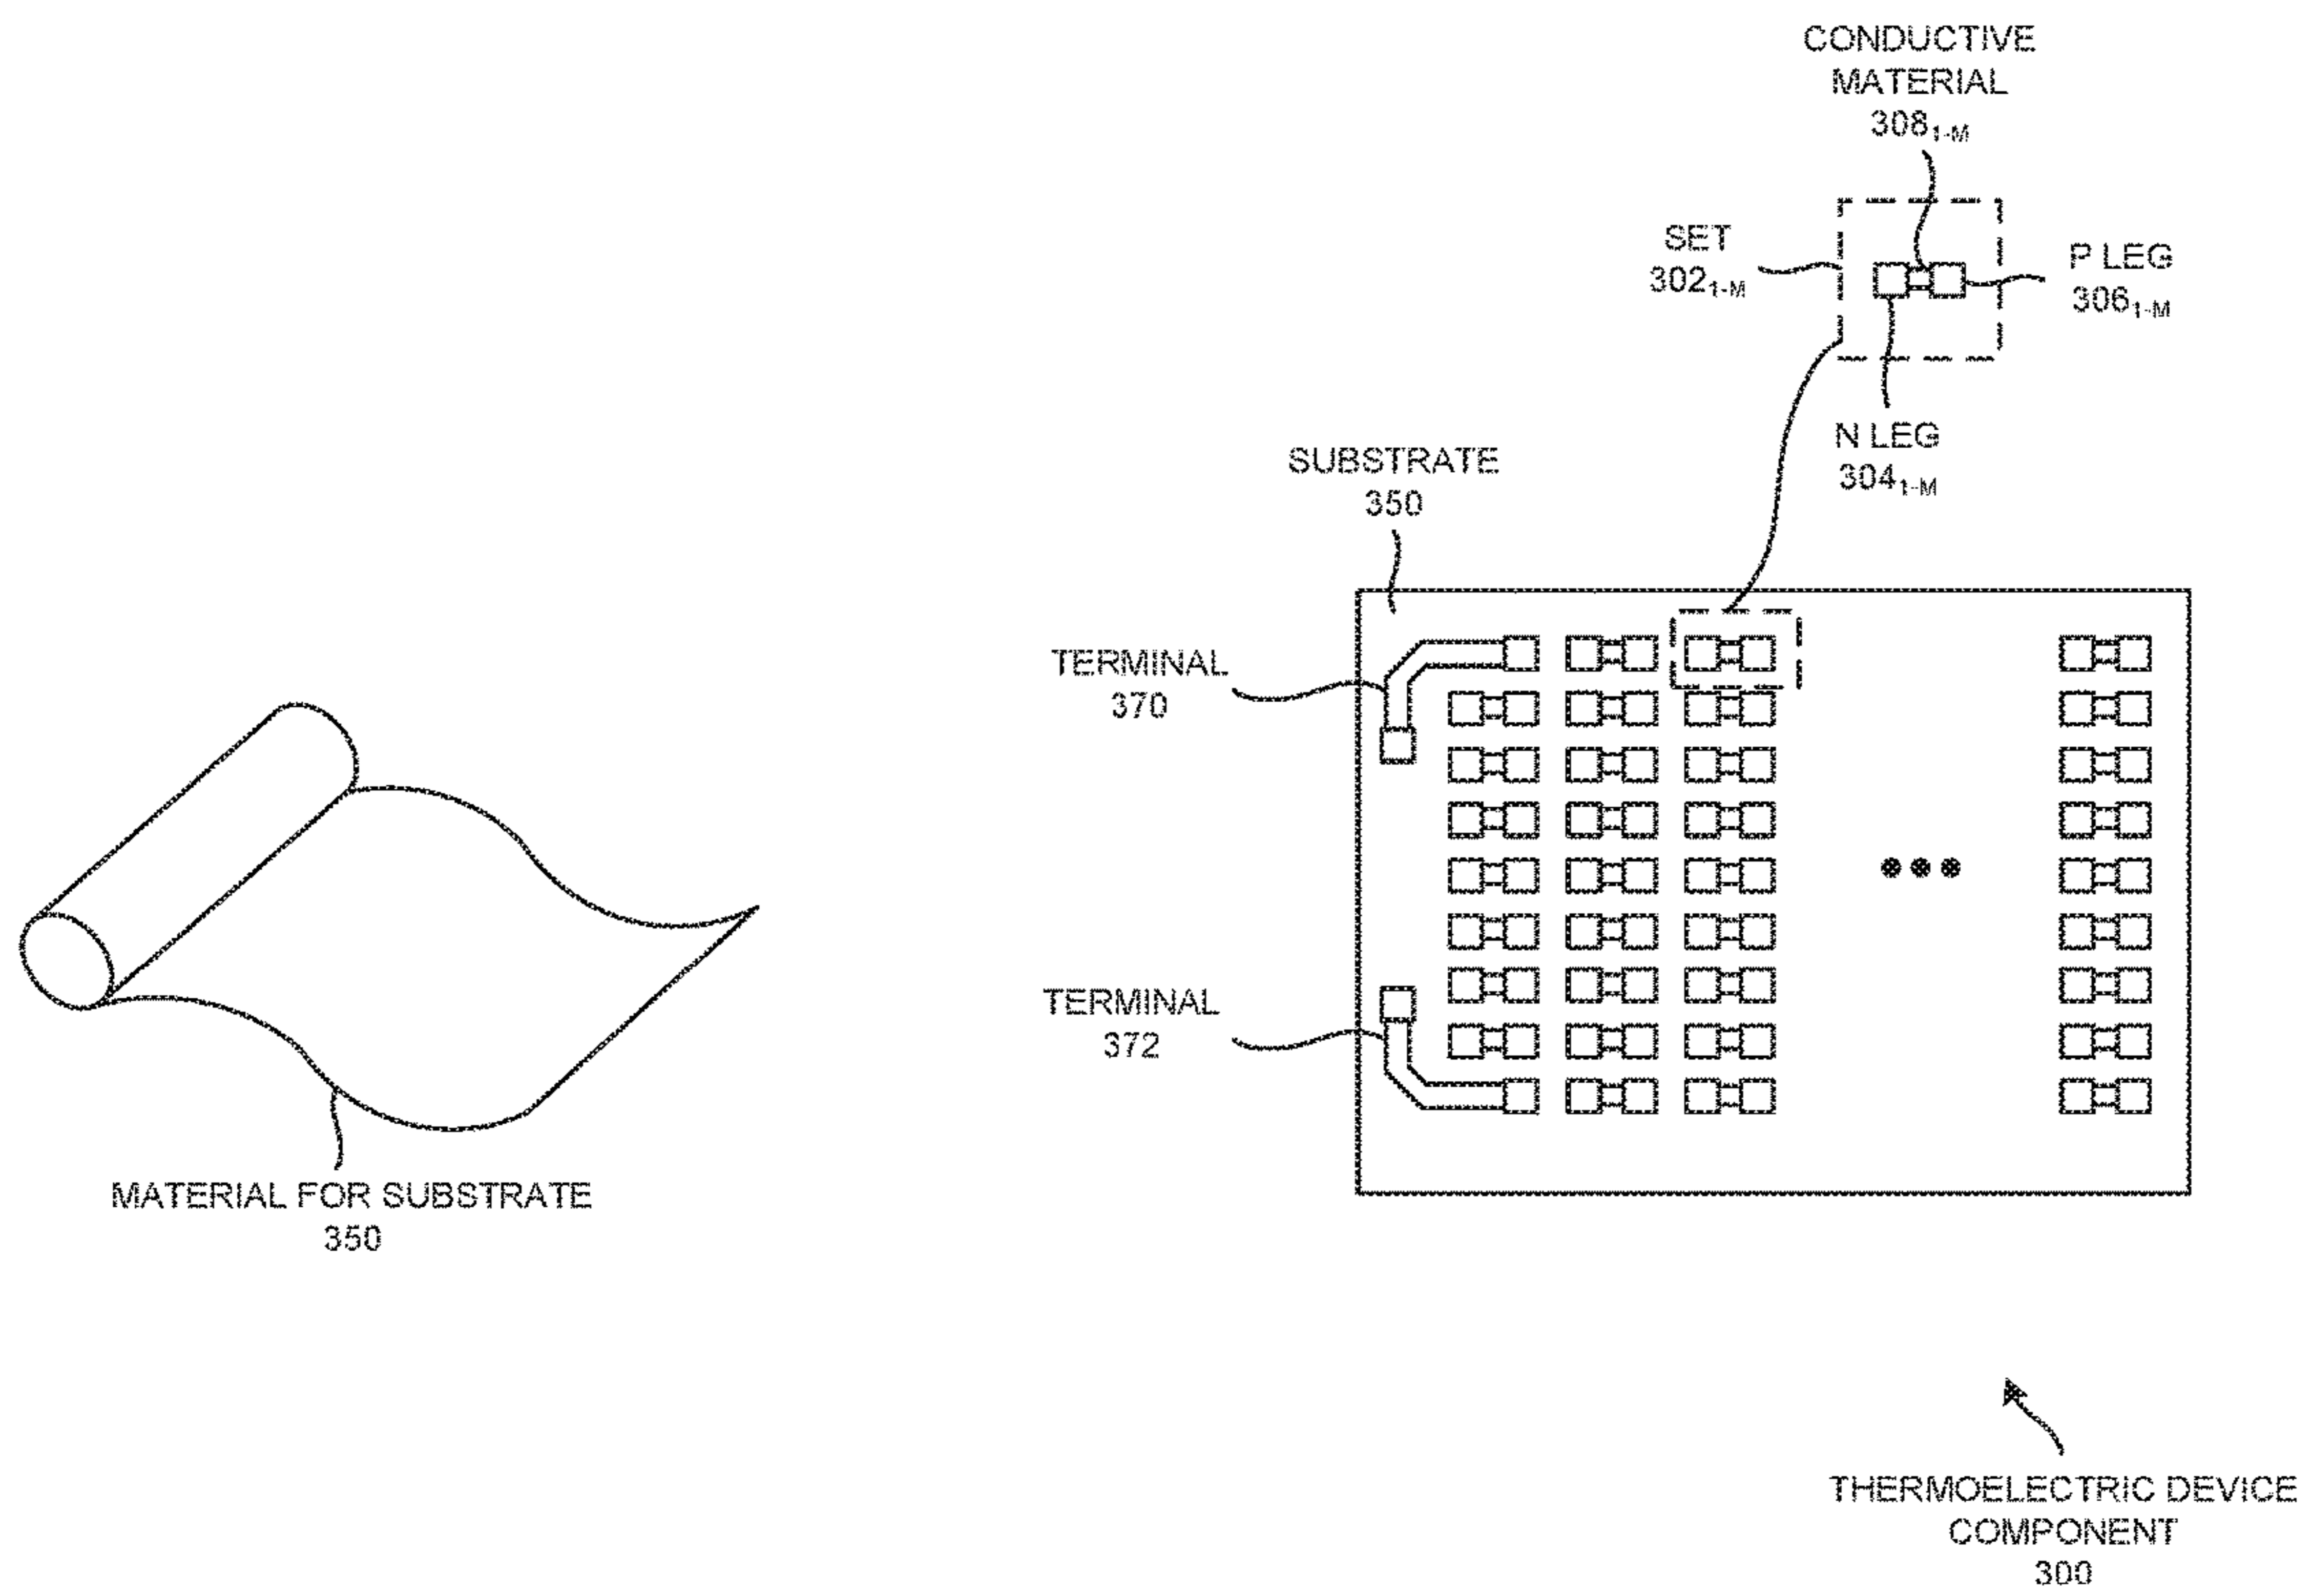 CONDUCTIVE
MATERIAL
308₁₋M
SET
302₁₋M
P LEG
306₁₋M
N LEG
304₁₋M
SUBSTRATE
350
TERMINAL
370
TERMINAL
372
MATERIAL FOR SUBSTRATE
350
THERMOELECTRIC DEVICE
COMPONENT
300